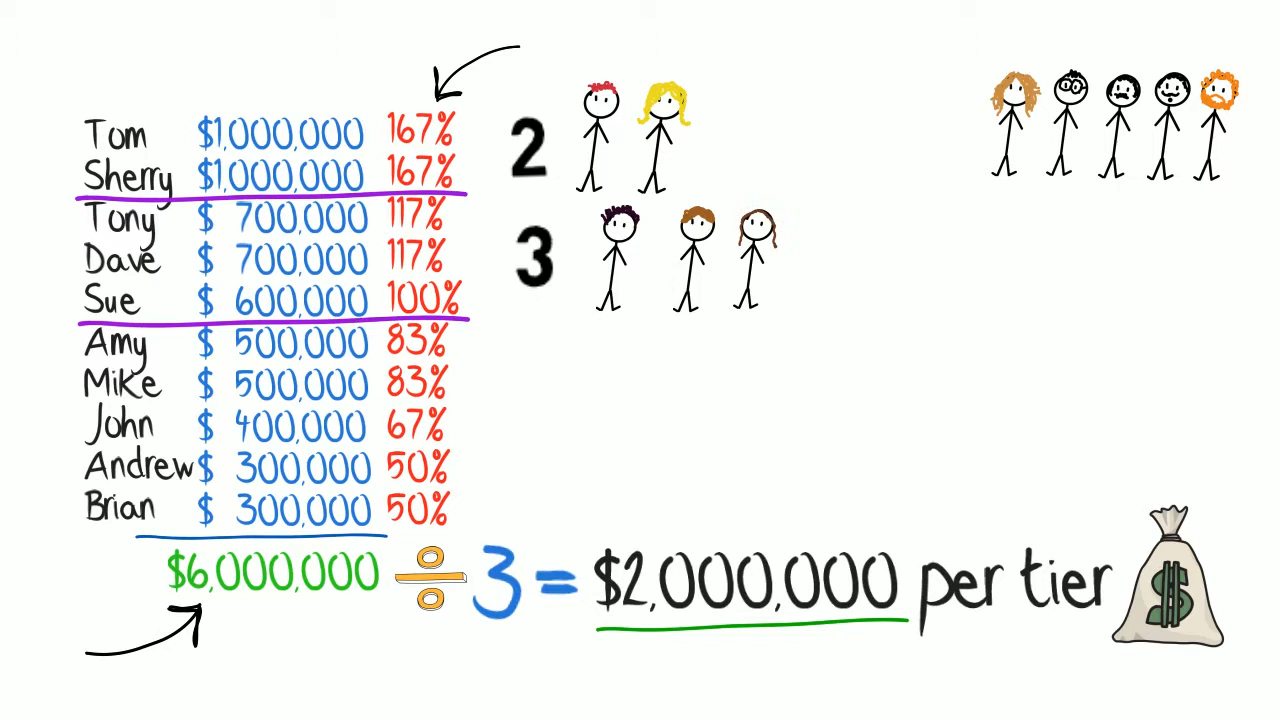 Tom $1,000,000 167%
Sherry $1,000,000 167%
Tony $ 700,000 117%
Dave $ 700,000 117%
Sue $ 600,000 100%
Amy $ 500,000 83%
Mike $ 500,000 83%
John $ 400,000 67%
Andrew $ 300,000 50%
Brian $ 300,000 50%
2
3
$6,000,000 ÷ 3 = $2,000,000 per tier
$